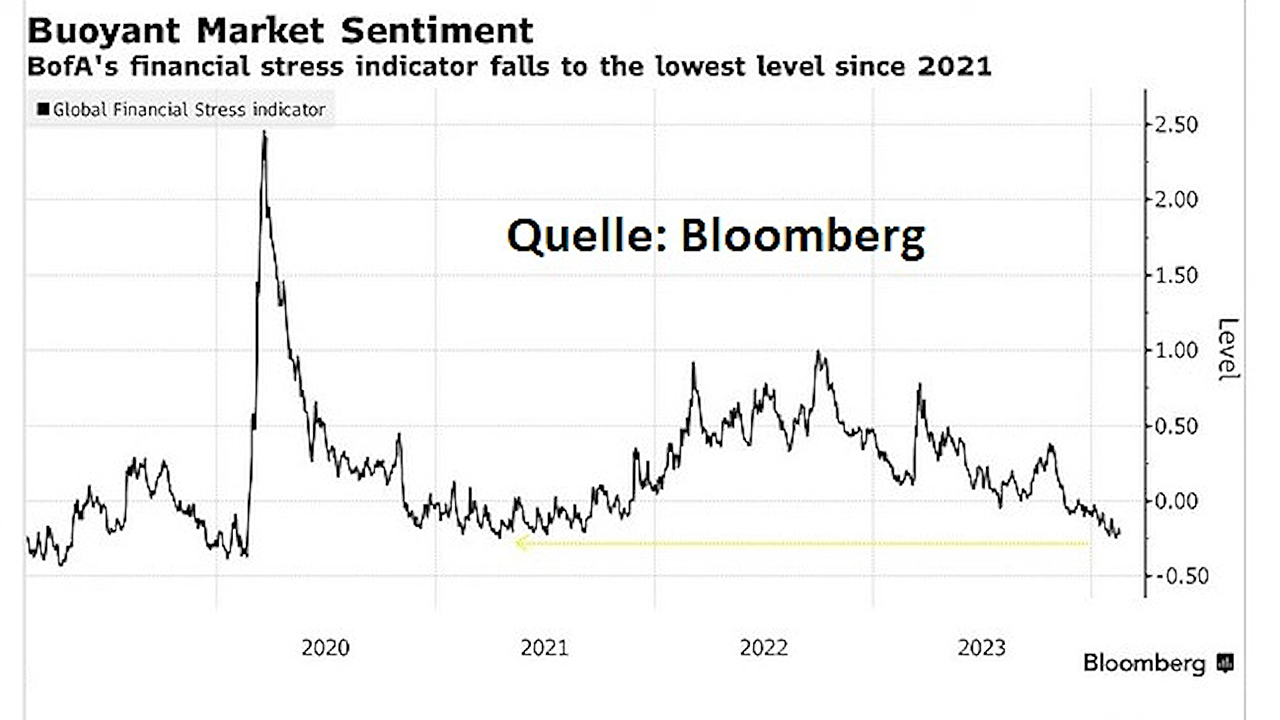 Buoyant Market Sentiment
BofA's financial stress indicator falls to the lowest level since 2021
Global Financial Stress indicator
2.50
2.00
Quelle: Bloomberg
1.50
1.00
Level
0.50
0.00
-0.50
2020 2021 2022 2023
Bloomberg